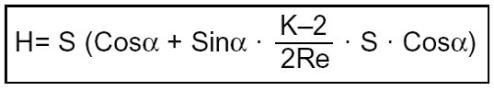 H= S (Cosα + Sinα · K–2/2Re · S · Cosα)